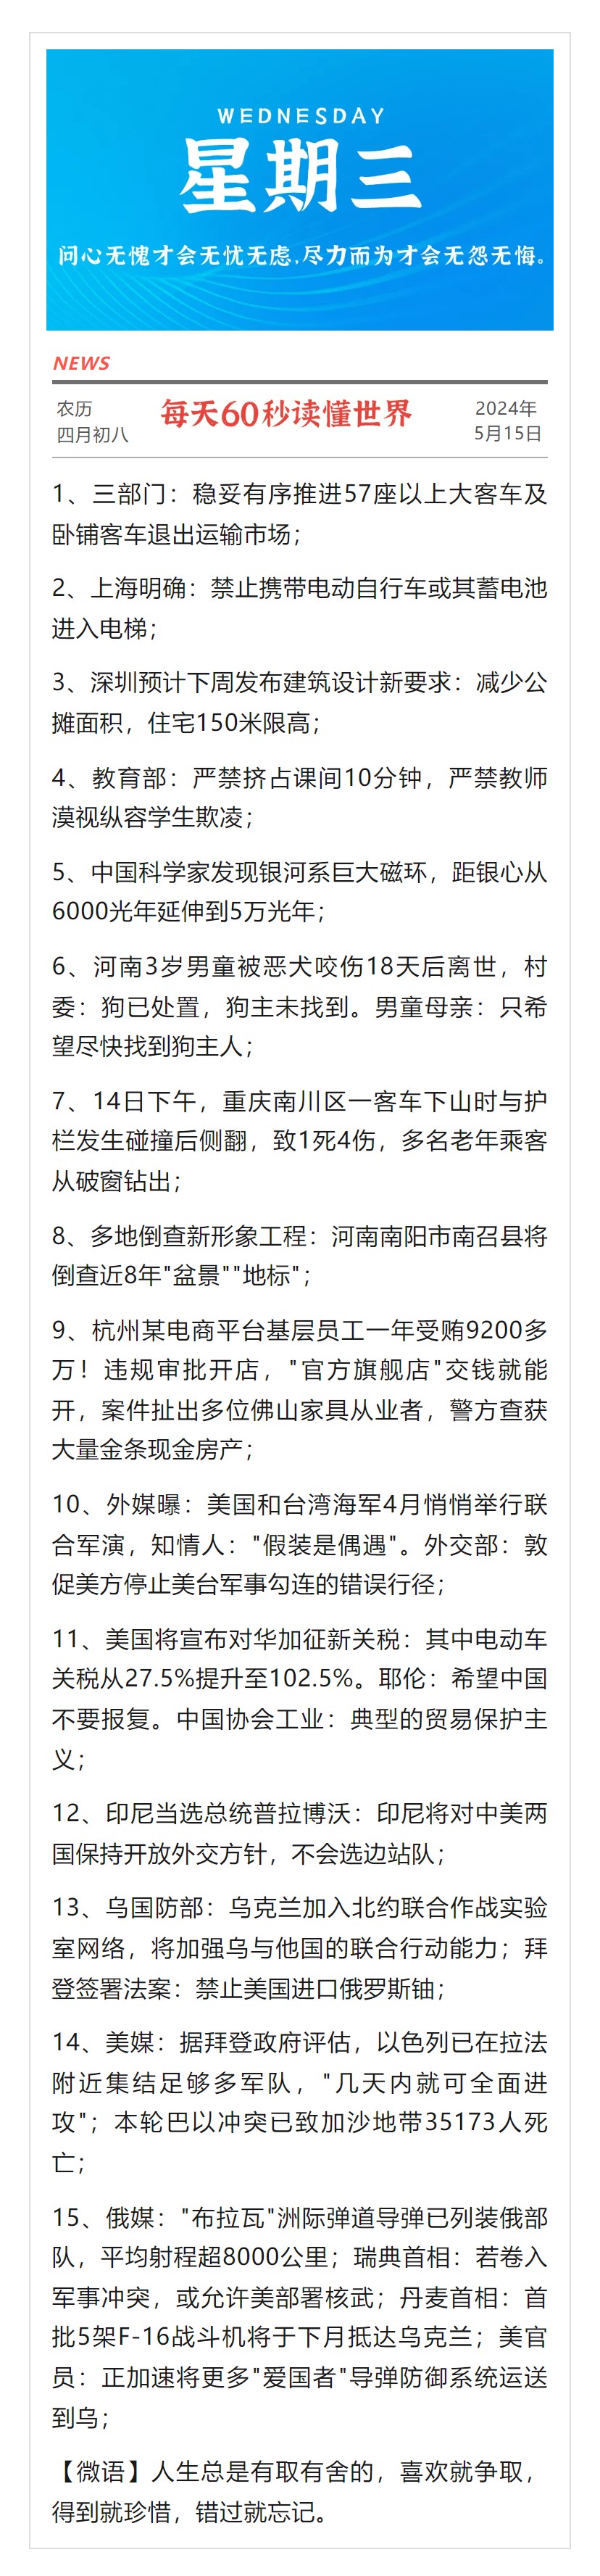 WEDNESDAY
星期三
问心无愧才会无忧无虑,尽力而为才会无怨无悔。
NEWS
农历
四月初八
每天60秒读懂世界
2024年
5月15日
1、三部门：稳妥有序推进57座以上大客车及
卧铺客车退出运输市场；
2、上海明确：禁止携带电动自行车或其蓄电池
进入电梯；
3、深圳预计下周发布建筑设计新要求：减少公
摊面积，住宅150米限高；
4、教育部：严禁挤占课间10分钟，严禁教师
漠视纵容学生欺凌；
5、中国科学家发现银河系巨大磁环，距银心从
6000光年延伸到5万光年；
6、河南3岁男童被恶犬咬伤18天后离世，村
委：狗已处置，狗主未找到。男童母亲：只希
望尽快找到狗主人；
7、14日下午，重庆南川区一客车下山时与护
栏发生碰撞后侧翻，致1死4伤，多名老年乘客
从破窗钻出；
8、多地倒查新形象工程：河南南阳市南召县将
倒查近8年"盆景""地标"；
9、杭州某电商平台基层员工一年受贿9200多
万！违规审批开店，"官方旗舰店"交钱就能
开，案件扯出多位佛山家具从业者，警方查获
大量金条现金房产；
10、外媒曝：美国和台湾海军4月悄悄举行联
合军演，知情人："假装是偶遇"。外交部：敦
促美方停止美台军事勾连的错误行径；
11、美国将宣布对华加征新关税：其中电动车
关税从27.5%提升至102.5%。耶伦：希望中国
不要报复。中国协会工业：典型的贸易保护主
义；
12、印尼当选总统普拉博沃：印尼将对中美两
国保持开放外交方针，不会选边站队；
13、乌国防部：乌克兰加入北约联合作战实验
室网络，将加强乌与他国的联合行动能力；拜
登签署法案：禁止美国进口俄罗斯铀；
14、美媒：据拜登政府评估，以色列已在拉法
附近集结足够多军队，"几天内就可全面进
攻"；本轮巴以冲突已致加沙地带35173人死
亡；
15、俄媒："布拉瓦"洲际弹道导弹已列装俄部
队，平均射程超8000公里；瑞典首相：若卷入
军事冲突，或允许美部署核武；丹麦首相：首
批5架F-16战斗机将于下月抵达乌克兰；美官
员：正加速将更多"爱国者"导弹防御系统运送
到乌；
【微语】人生总是有取有舍的，喜欢就争取，
得到就珍惜，错过就忘记。